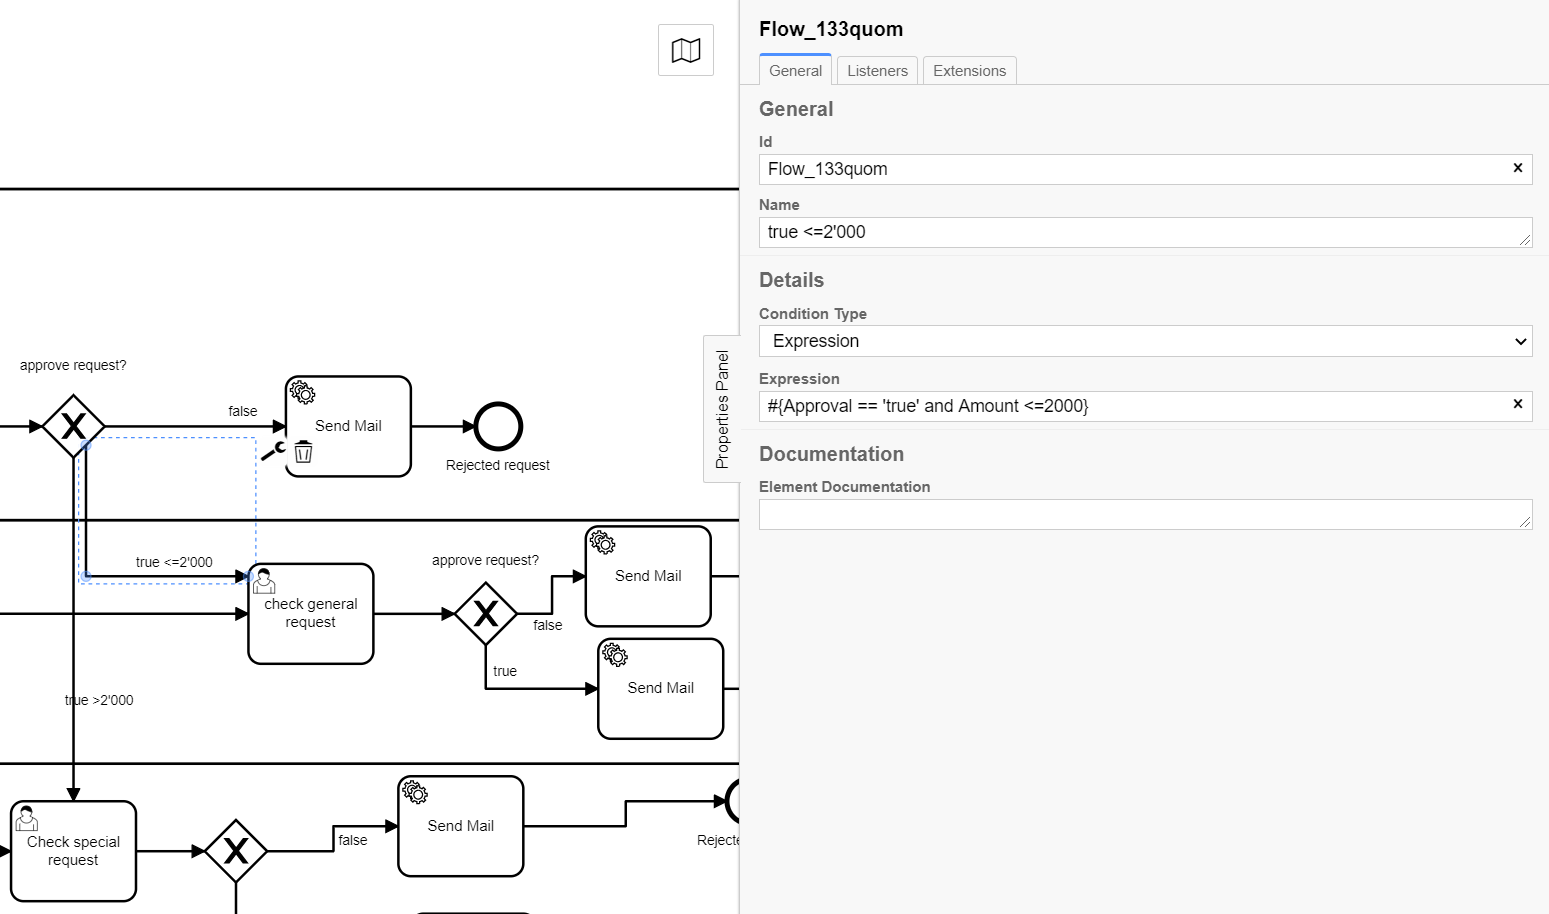 Flow_133quom
General
Listeners
Extensions
General
Id
Flow_133quom
Name
true <=2'000
Details
Condition Type
Expression
Expression
#{Approval == 'true' and Amount <=2000}
Documentation
Element Documentation
Properties Panel
approve request?
false
Send Mail
Rejected request
true <=2'000
check general
request
approve request?
false
Send Mail
true
Send Mail
true >2'000
Check special
request
false
Send Mail
Rejecte